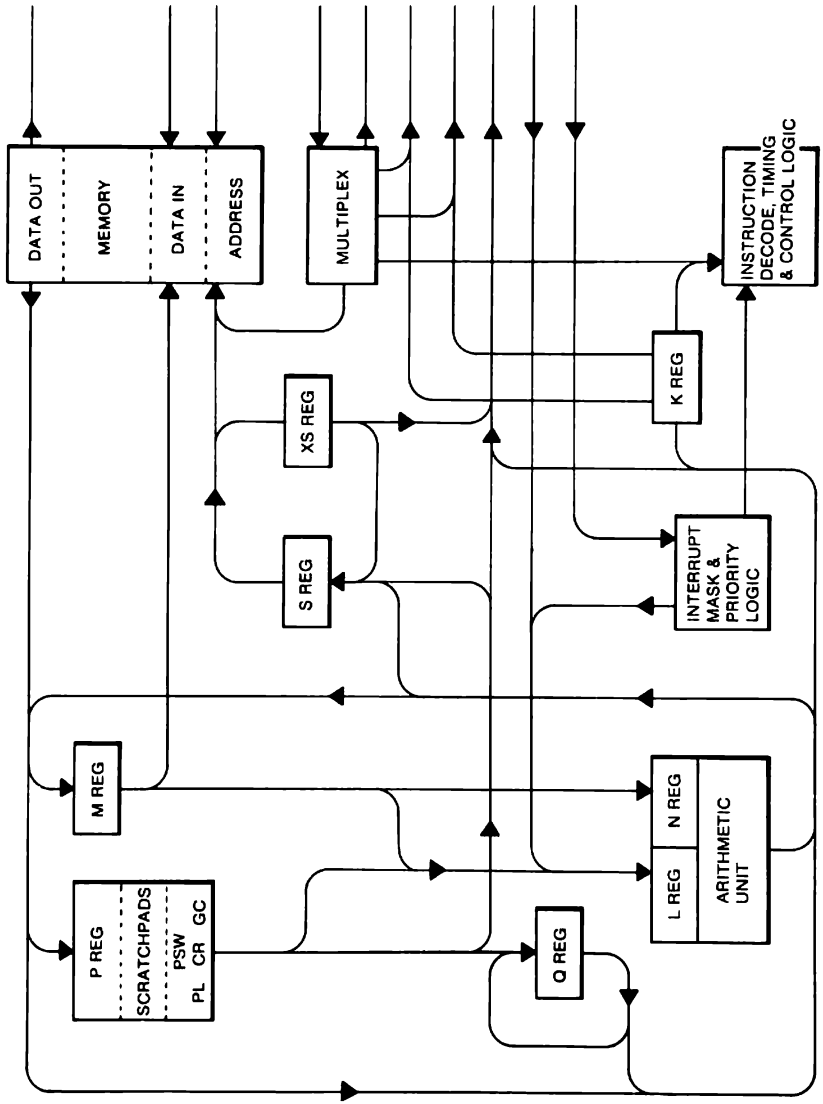 DATA OUT
MEMORY
DATA IN
ADDRESS
MULTIPLEX
INSTRUCTION
DECODE, TIMING
& CONTROL LOGIC
XS REG
K REG
S REG
INTERRUPT
MASK &
PRIORITY
LOGIC
M REG
N REG
L REG
ARITHMETIC
UNIT
P REG
SCRATCHPADS
PSW
PL CR GC
Q REG